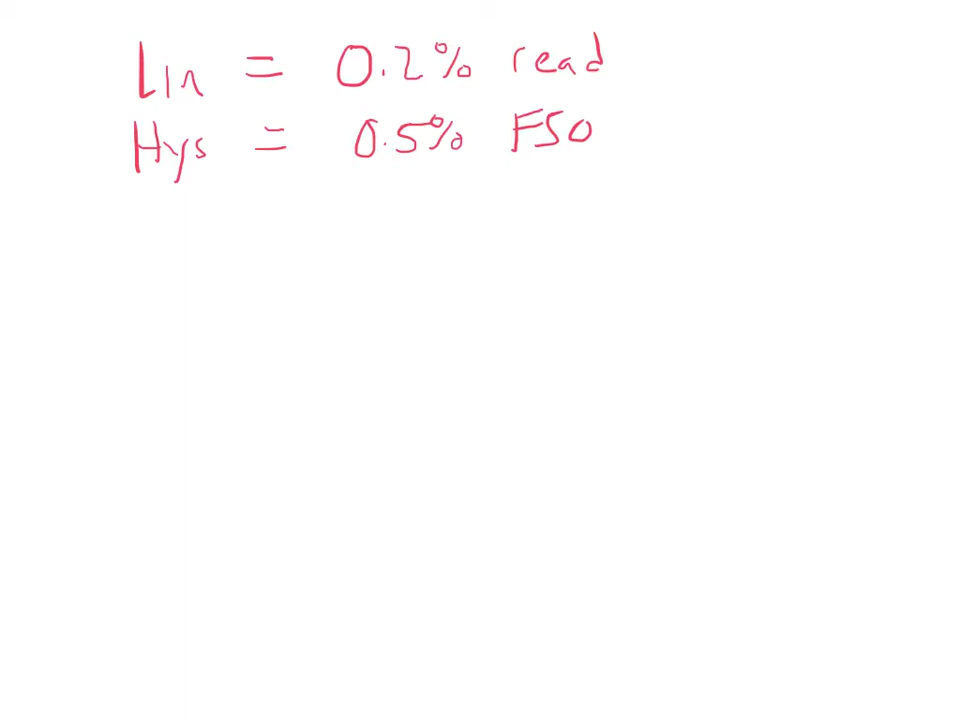 Lin = 0.2% read
Hys = 0.5% FSO